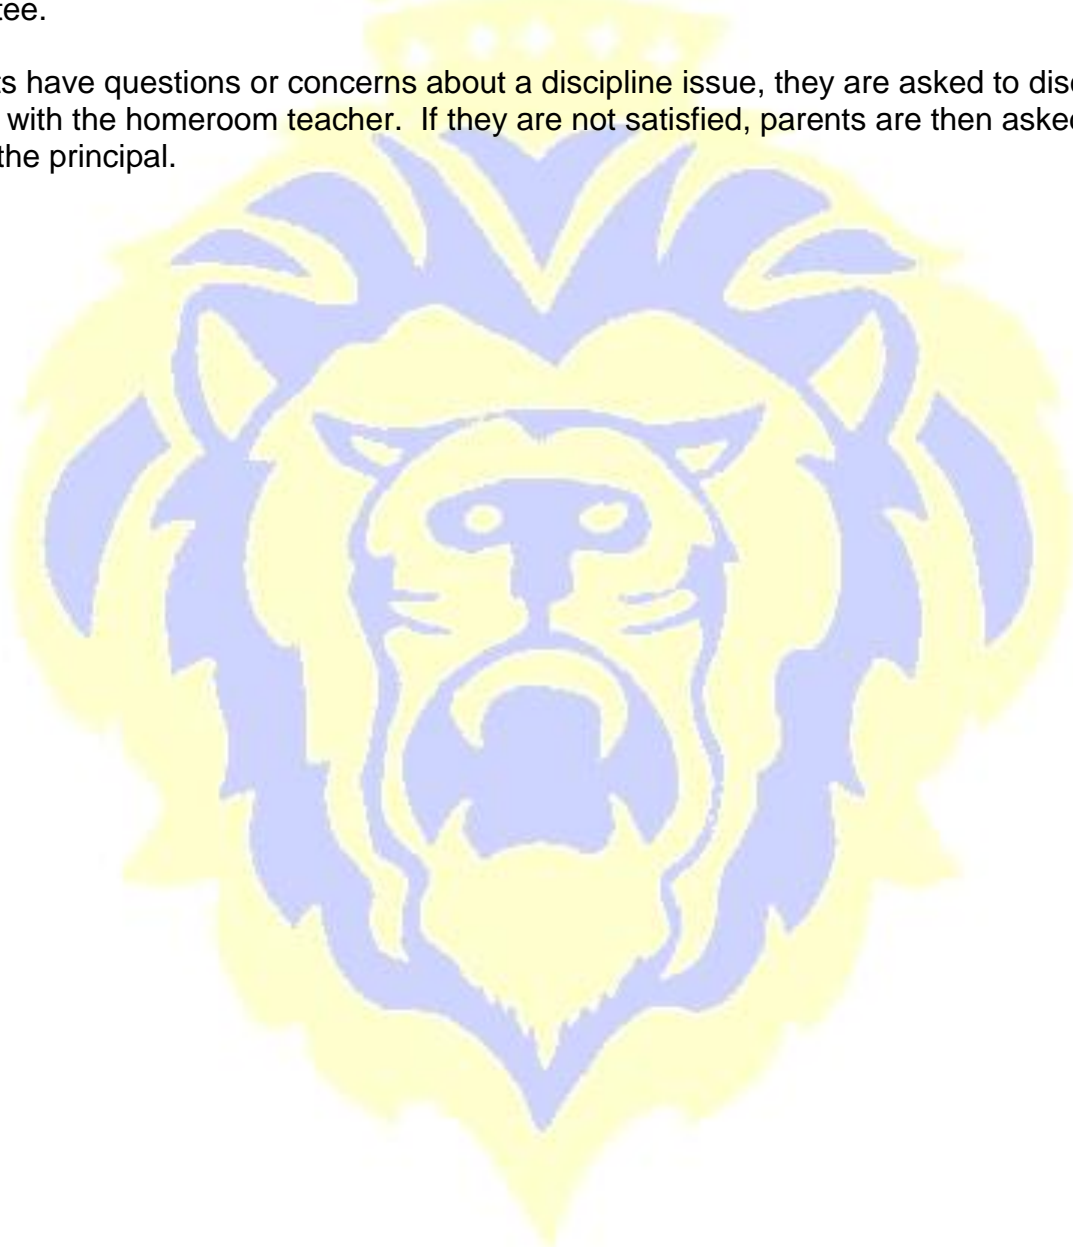 tee.
ts have questions or concerns about a discipline issue, they are asked to dis
with the homeroom teacher.  If they are not satisfied, parents are then aske
the principal.